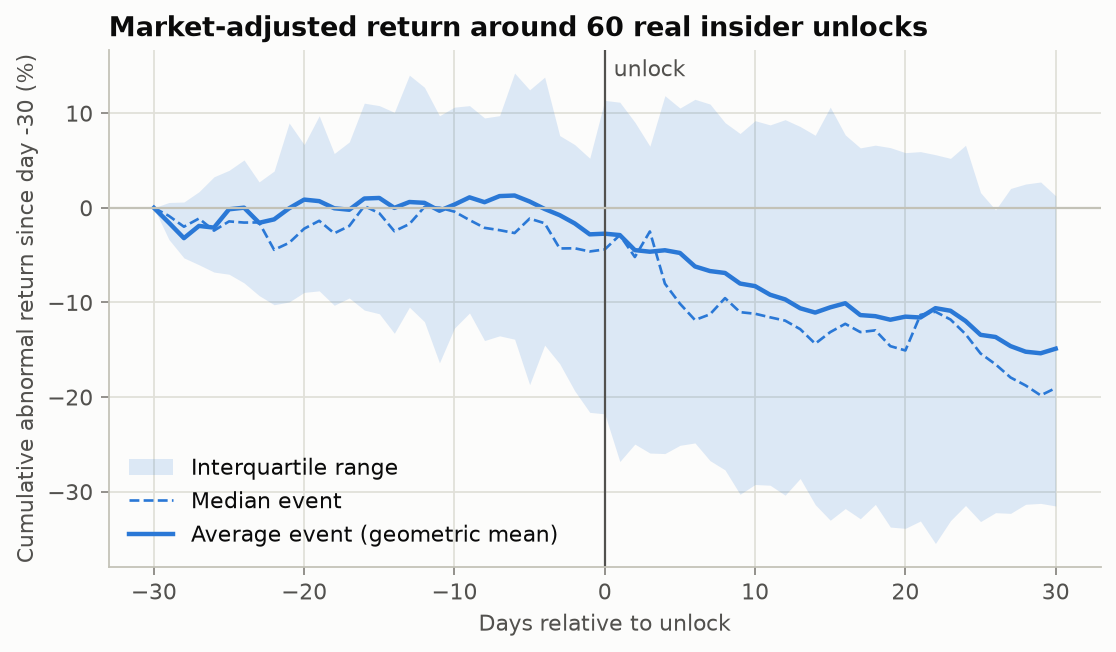 Market-adjusted return around 60 real insider unlocks
Cumulative abnormal return since day -30 (%)
10
0
−10
−20
−30
unlock
Interquartile range
Median event
Average event (geometric mean)
−30
−20
−10
0
10
20
30
Days relative to unlock